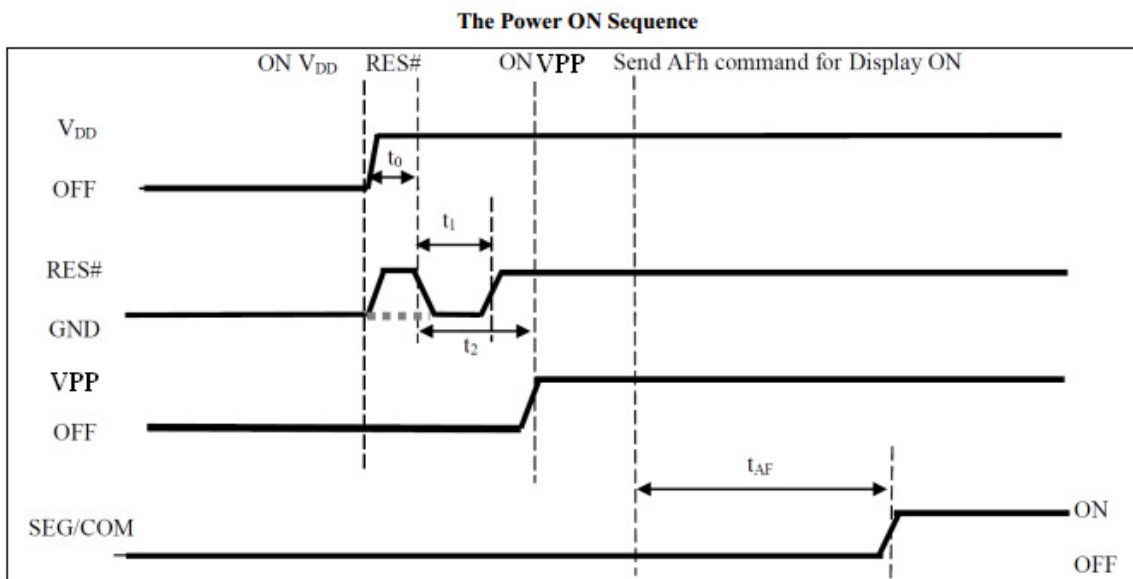 The Power ON Sequence
ON VDD RES# ON VPP Send AFh command for Display ON
VDD
t0
OFF
t1
RES#
GND
t2
VPP
OFF
tAF
SEG/COM
ON
OFF